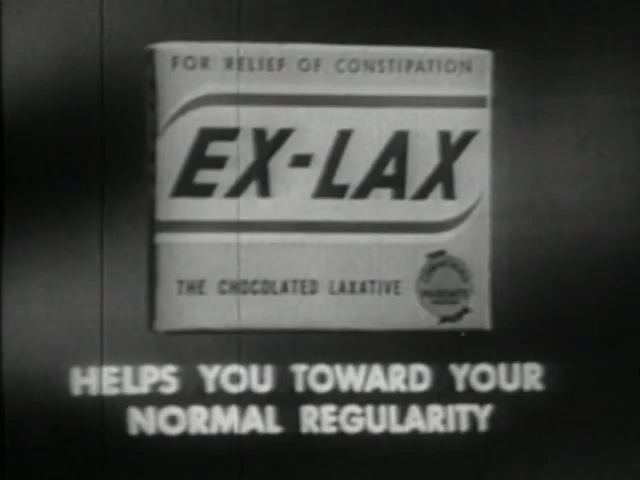 FOR RELIEF OF CONSTIPATION
EX-LAX
THE CHOCOLATED LAXATIVE
HELPS YOU TOWARD YOUR
NORMAL REGULARITY